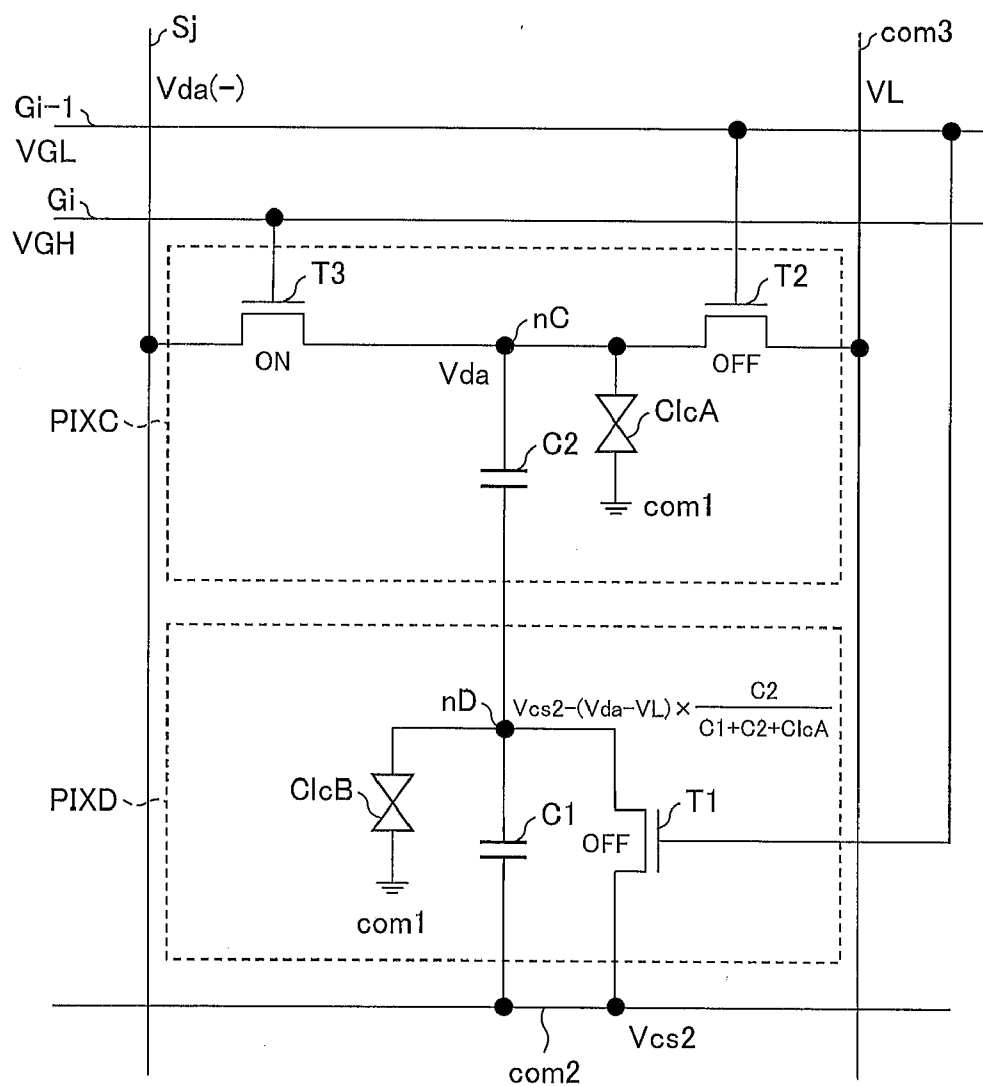 Sj
com3
Vda(-)
VL
Gi-1
VGL
Gi
VGH
T3
T2
nC
ON
OFF
Vda
PIXC
ClcA
C2
com1
nD
Vcs2-(Vda-VL) × C2
C1+C2+ClcA
PIXD
ClcB
T1
C1
OFF
com1
Vcs2
com2